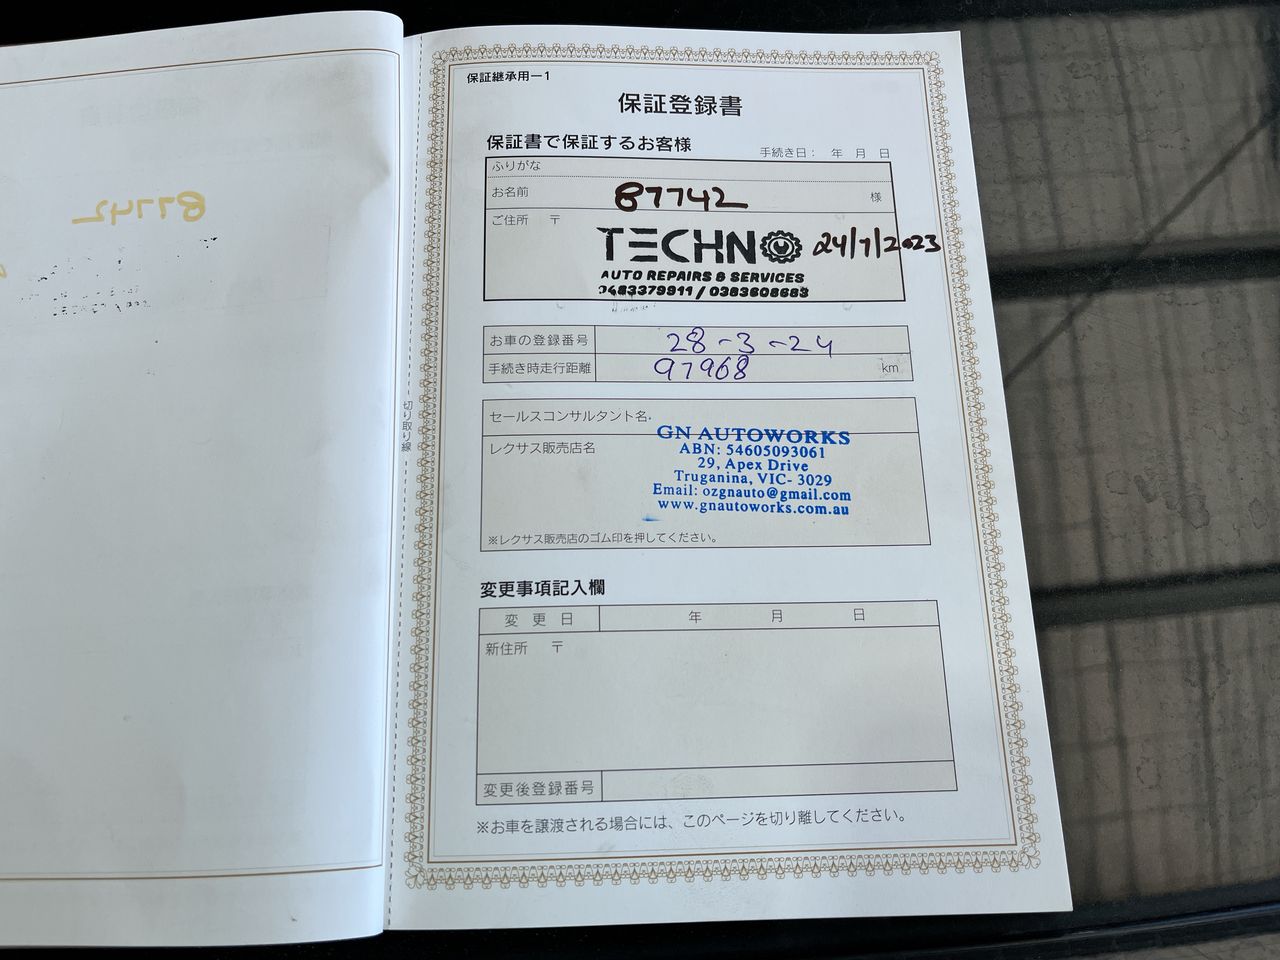 保証継承用ー1
保証登録書
保証書で保証するお客様
手続き日： 年 月 日
ふりがな
お名前 87742 様
ご住所 〒
TECHNO 24/7/2023
AUTO REPAIRS & SERVICES
0483379911 / 0383608683
お車の登録番号 28-3-24
手続き時走行距離 97968 km
セールスコンサルタント名
レクサス販売店名
GN AUTOWORKS
ABN: 54605093061
29, Apex Drive
Truganina, VIC- 3029
Email: ozgnauto@gmail.com
www.gnautoworks.com.au
※レクサス販売店のゴム印を押してください。
変更事項記入欄
変更日 年 月 日
新住所 〒
変更後登録番号
※お車を譲渡される場合には、このページを切り離してください。
切り取り線
87742